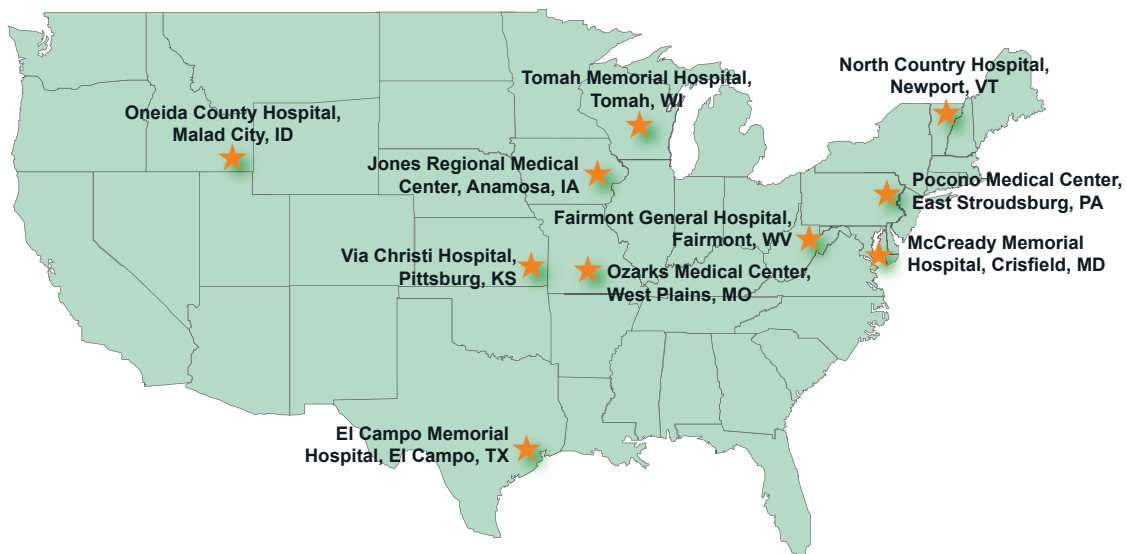 Tomah Memorial Hospital,
Tomah, WI
North Country Hospital,
Newport, VT
Oneida County Hospital,
Malad City, ID
Jones Regional Medical
Center, Anamosa, IA
Pocono Medical Center,
East Stroudsburg, PA
Fairmont General Hospital,
Fairmont, WV
McCready Memorial
Hospital, Crisfield, MD
Via Christi Hospital,
Pittsburg, KS
Ozarks Medical Center,
West Plains, MO
El Campo Memorial
Hospital, El Campo, TX